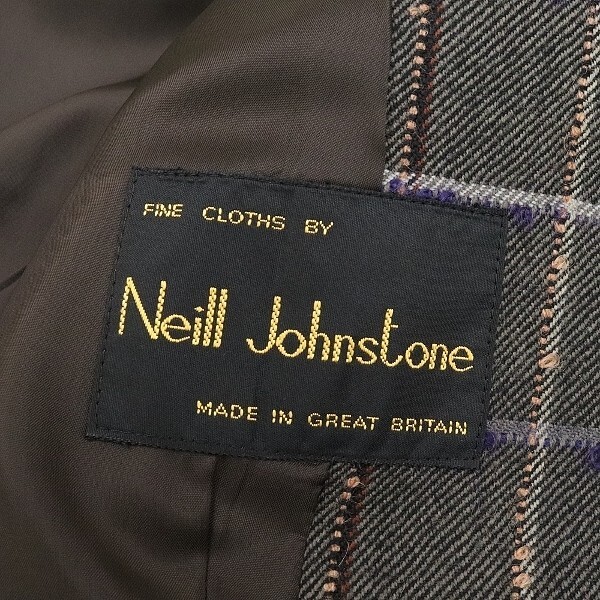 FINE CLOTHS BY
Neill Johnstone
MADE IN GREAT BRITAIN